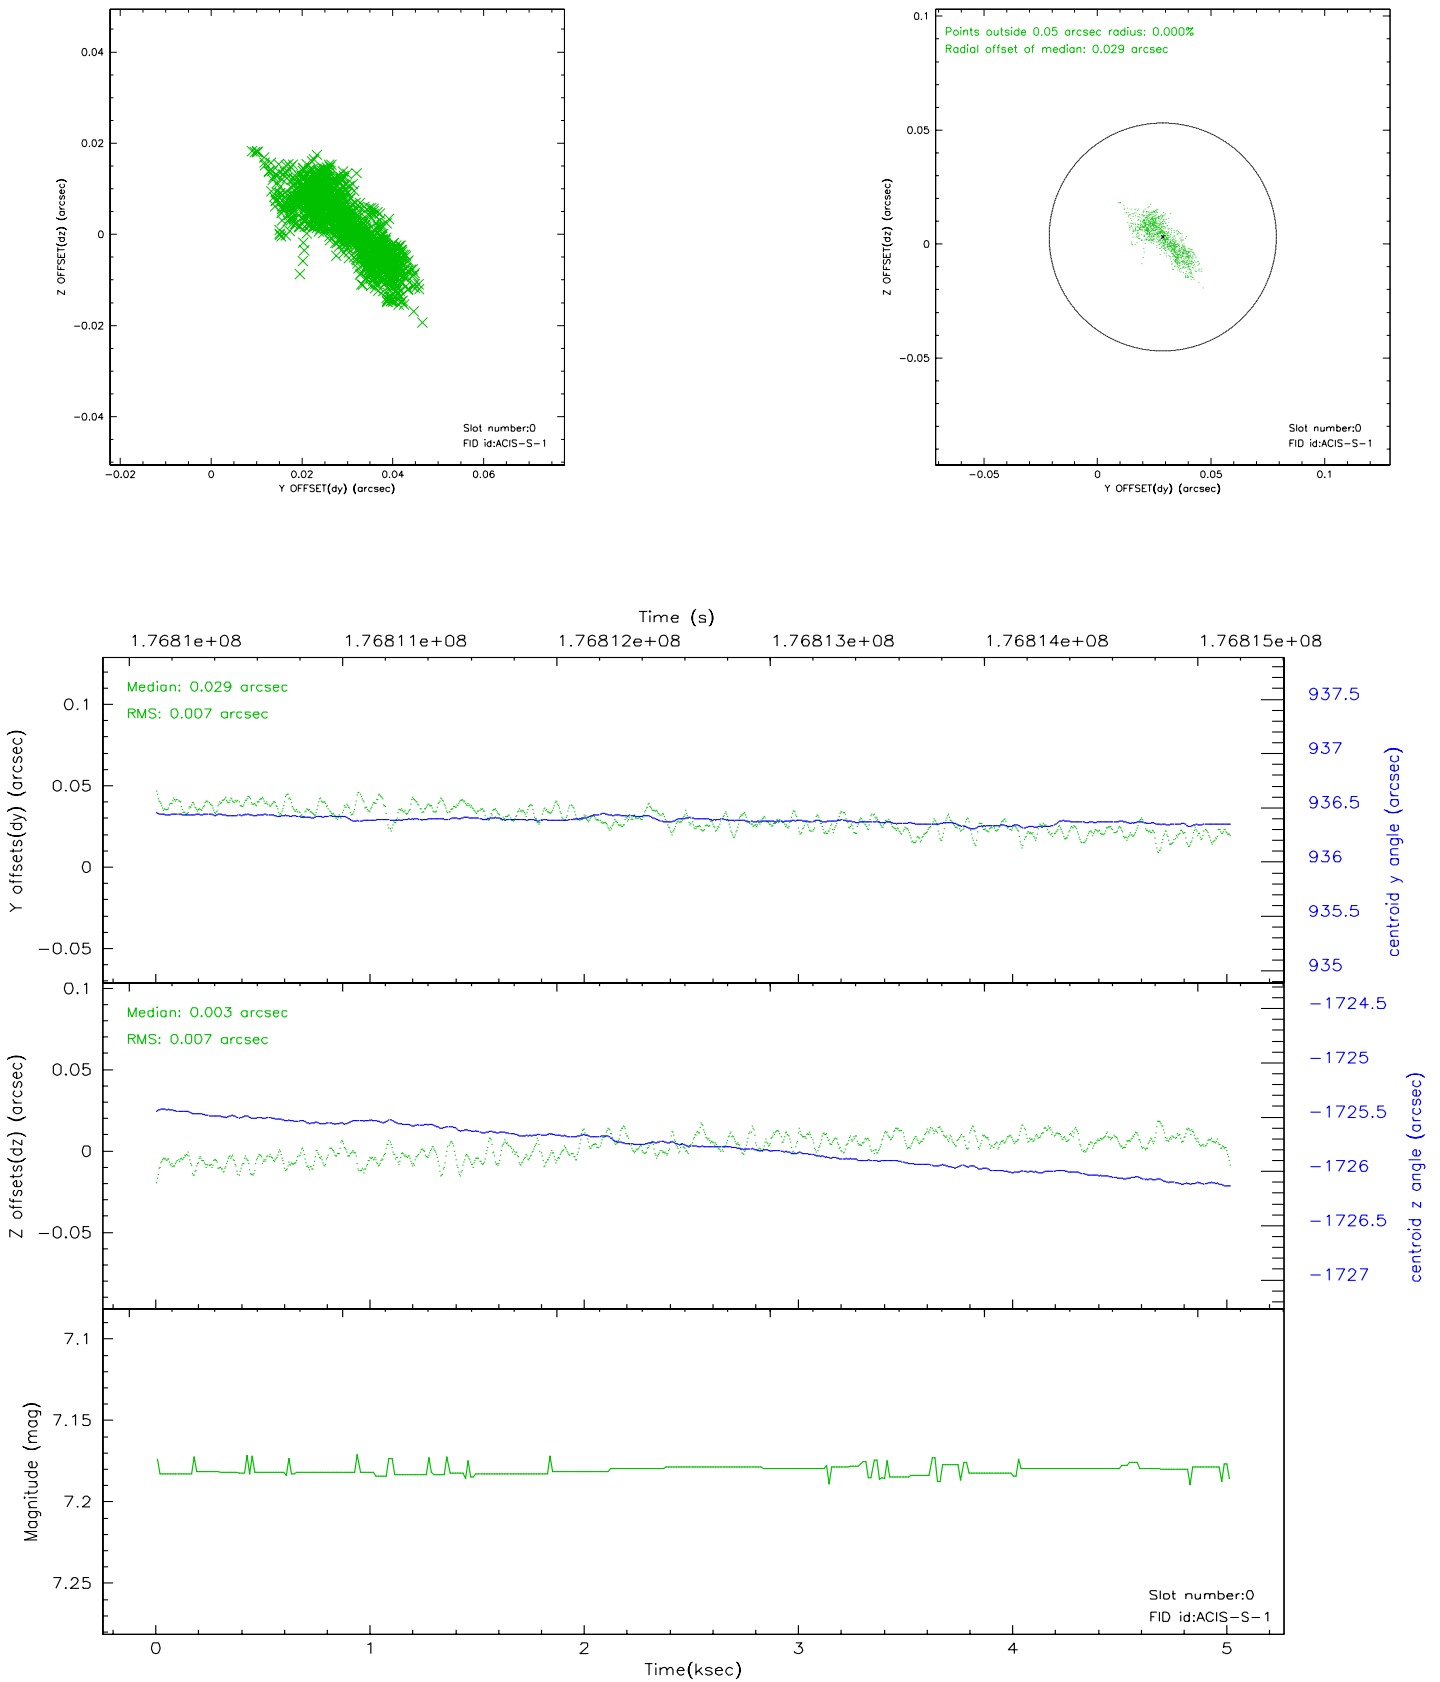 0.04
0.02
0
−0.02
−0.04
Z OFFSET(dz) (arcsec)
Slot number:0
FID id:ACIS−S−1
−0.02
0
0.02
0.04
0.06
Y OFFSET(dy) (arcsec)
0.1
0.05
0
−0.05
Z OFFSET(dz) (arcsec)
Points outside 0.05 arcsec radius: 0.000%
Radial offset of median: 0.029 arcsec
Slot number:0
FID id:ACIS−S−1
−0.05
0
0.05
0.1
Y OFFSET(dy) (arcsec)
Time (s)
1.7681e+08
1.76811e+08
1.76812e+08
1.76813e+08
1.76814e+08
1.76815e+08
Median: 0.029 arcsec
RMS: 0.007 arcsec
0.1
0.05
0
−0.05
Y offsets(dy) (arcsec)
937.5
937
936.5
936
935.5
935
centroid y angle (arcsec)
Median: 0.003 arcsec
RMS: 0.007 arcsec
0.1
0.05
0
−0.05
Z offsets(dz) (arcsec)
−1724.5
−1725
−1725.5
−1726
−1726.5
−1727
centroid z angle (arcsec)
7.1
7.15
7.2
7.25
Magnitude (mag)
Slot number:0
FID id:ACIS−S−1
0
1
2
3
4
5
Time(ksec)